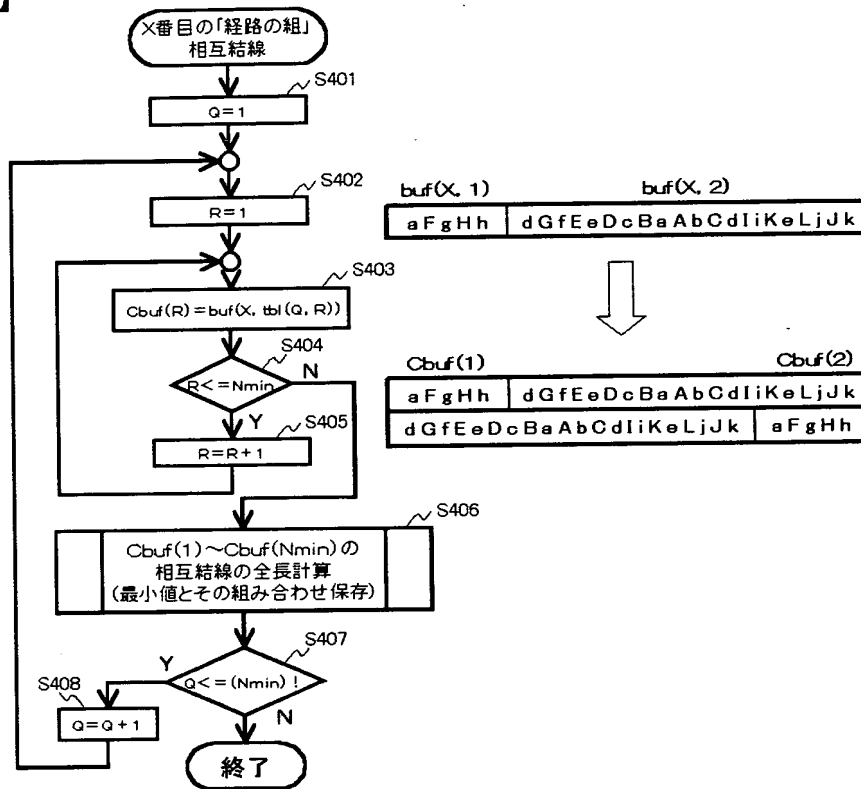 】
X番目の「経路の組」
相互結線
S401
Q=1
S402
R=1
S403
Cbuf(R)=buf(X, tbl(Q, R))
S404
R<=Nmin
N
Y
S405
R=R+1
S406
Cbuf(1)～Cbuf(Nmin)の
相互結線の全長計算
(最小値とその組み合わせ保存)
S407
Y
Q<=(Nmin)!
N
S408
Q=Q+1
終了
buf(X, 1) buf(X, 2)
aFgHh dGfEeDcBaAbCdIiKeLjJk
Cbuf(1) Cbuf(2)
aFgHh dGfEeDcBaAbCdIiKeLjJk
dGfEeDcBaAbCdIiKeLjJk aFgHh